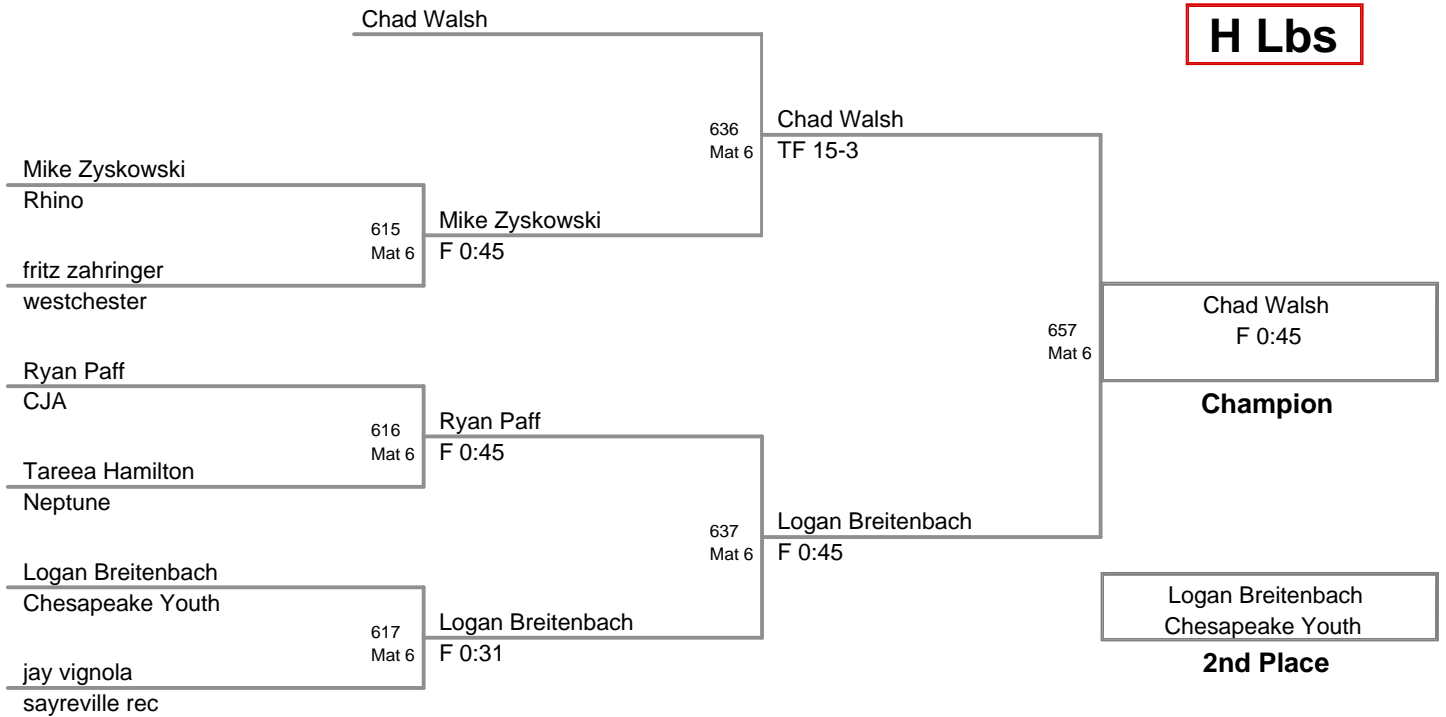 Chad Walsh
H Lbs
636
Mat 6
Chad Walsh
TF 15-3
Mike Zyskowski
Rhino
615
Mat 6
Mike Zyskowski
F 0:45
fritz zahringer
westchester
657
Mat 6
Chad Walsh
F 0:45
Champion
Ryan Paff
CJA
616
Mat 6
Ryan Paff
F 0:45
Tareea Hamilton
Neptune
637
Mat 6
Logan Breitenbach
F 0:45
Logan Breitenbach
Chesapeake Youth
617
Mat 6
Logan Breitenbach
F 0:31
jay vignola
sayreville rec
Logan Breitenbach
Chesapeake Youth
2nd Place